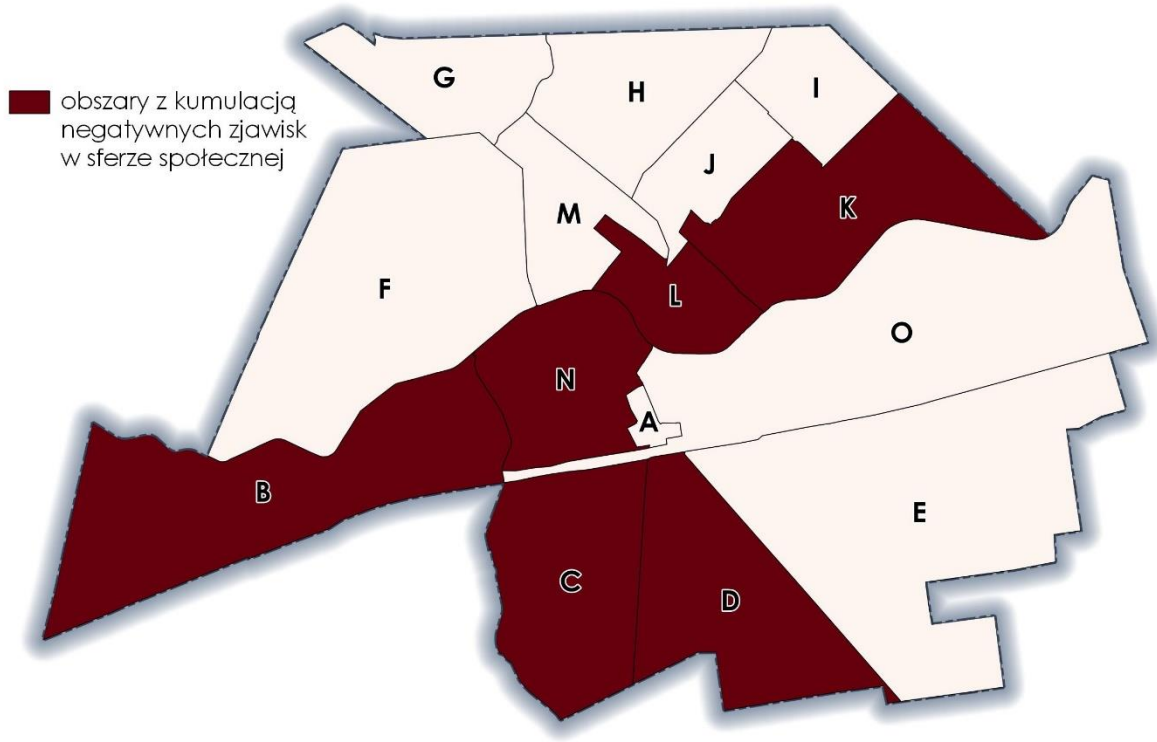 obszary z kumulacją
negatywnych zjawisk
w sferze społecznej
G
H
I
J
K
M
F
L
O
N
A
B
E
C
D